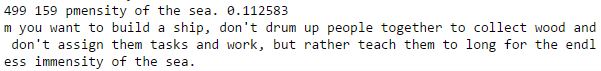 499 159 pmensity of the sea. 0.112583
m you want to build a ship, don't drum up people together to collect wood and
 don't assign them tasks and work, but rather teach them to long for the endl
ess immensity of the sea.